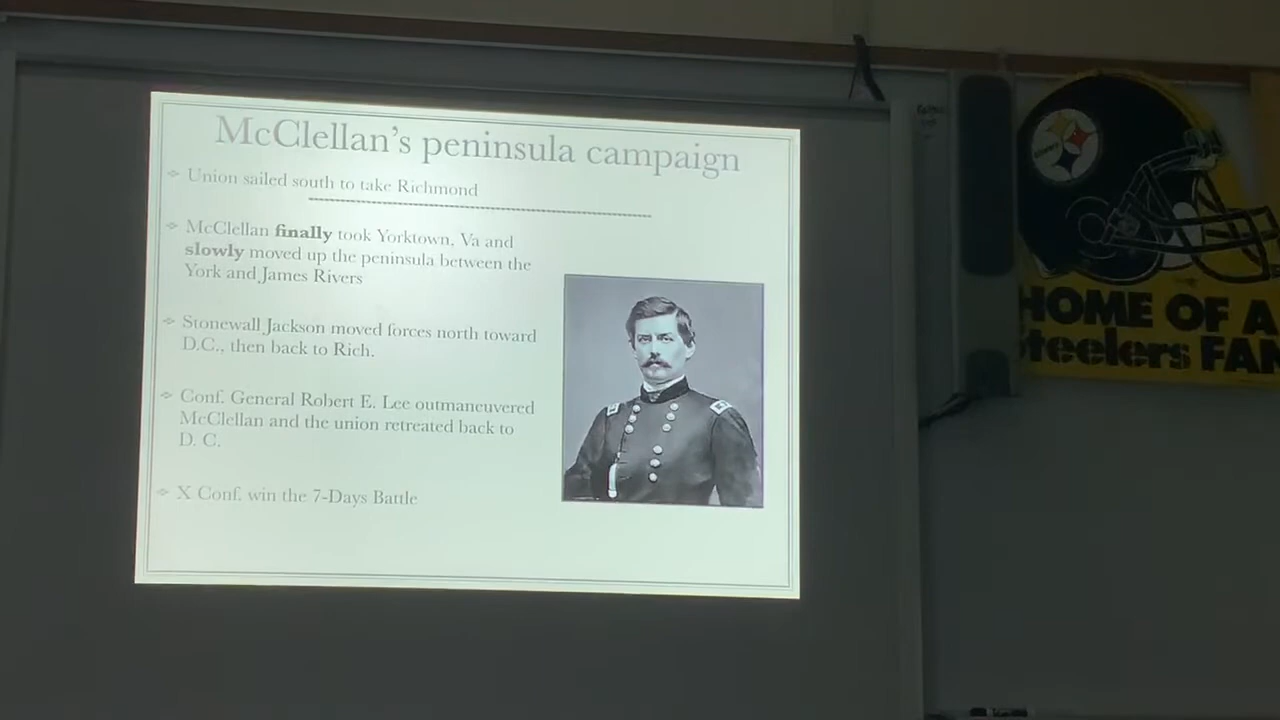 McClellan's peninsula campaign
Union sailed south to take Richmond
McClellan finally took Yorktown, Va and
slowly moved up the peninsula between the
York and James Rivers
Stonewall Jackson moved forces north toward
D.C., then back to Rich.
Conf. General Robert E. Lee outmaneuvered
McClellan and the union retreated back to
D. C.
X Conf. win the 7-Days Battle
Steelers
HOME OF A
teelers FAN